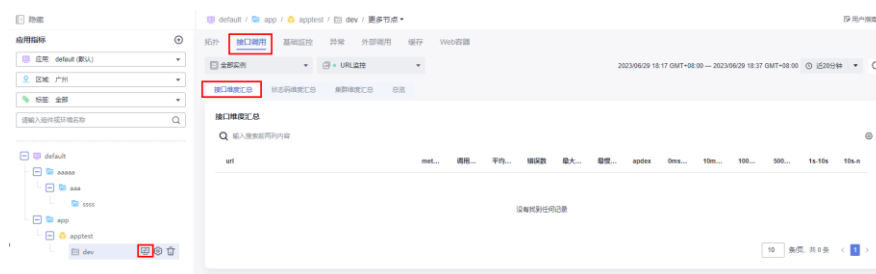 隐藏
default / app / apptest / dev / 更多节点
用户指南
应用指标
应用: default (默认)
区域: 广州
标签: 全部
请输入组件或环境名称
default
aaaaa
aaa
ssss
app
apptest
dev
拓扑 接口调用 基础监控 异常 外部调用 缓存 Web容器
全部实例 URL监控
2023/06/29 18:17 GMT+08:00 — 2023/06/29 18:37 GMT+08:00 近20分钟
接口维度汇总 状态码维度汇总 集群维度汇总 总览
接口维度汇总
输入搜索前两列内容
url met... 调用... 平均... 错误数 最大... 最慢... apdex 0ms... 10m... 100... 500... 1s-10s 10s-n
没有找到任何记录
10 条/页, 共 0 条 < 1 >